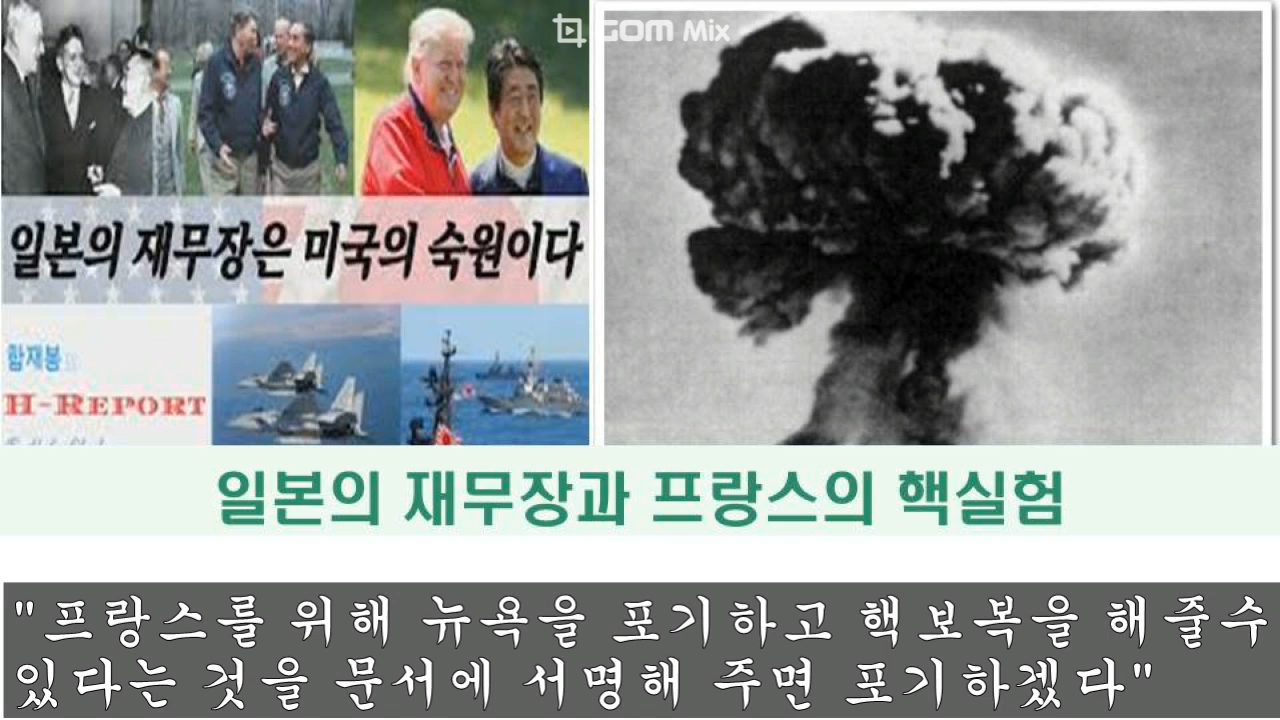 GOM Mix
일본의 재무장은 미국의 숙원이다
함재봉의
H-REPORT
일본의 재무장과 프랑스의 핵실험
"프랑스를 위해 뉴욕을 포기하고 핵보복을 해줄수
있다는 것을 문서에 서명해 주면 포기하겠다"